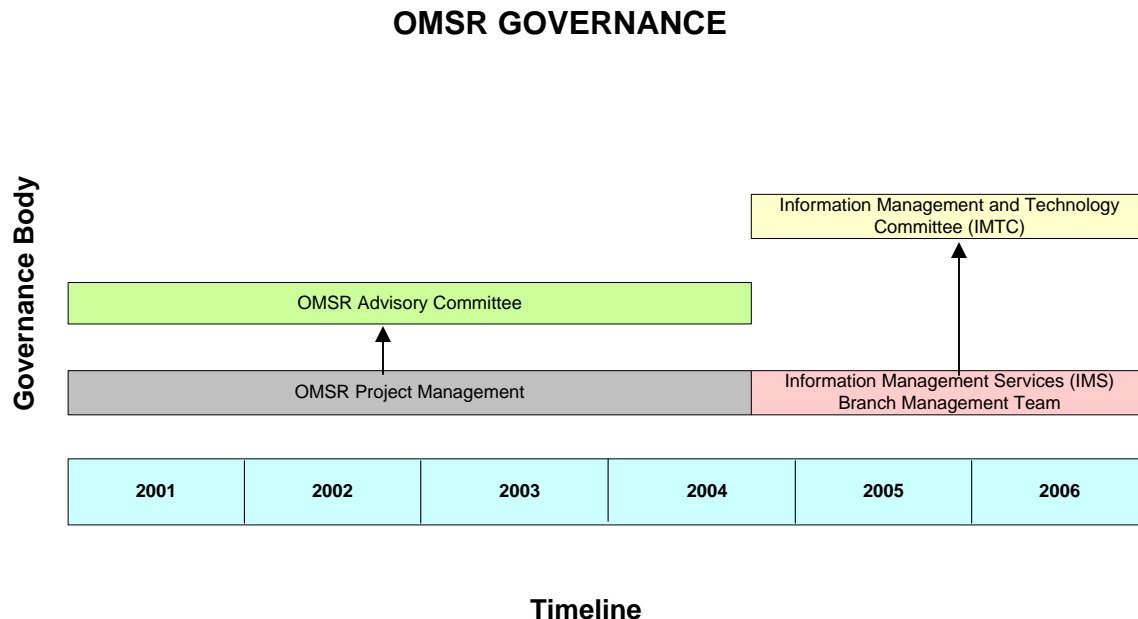 OMSR GOVERNANCE
Governance Body
Information Management and Technology
Committee (IMTC)
OMSR Advisory Committee
OMSR Project Management
Information Management Services (IMS)
Branch Management Team
2001
2002
2003
2004
2005
2006
Timeline